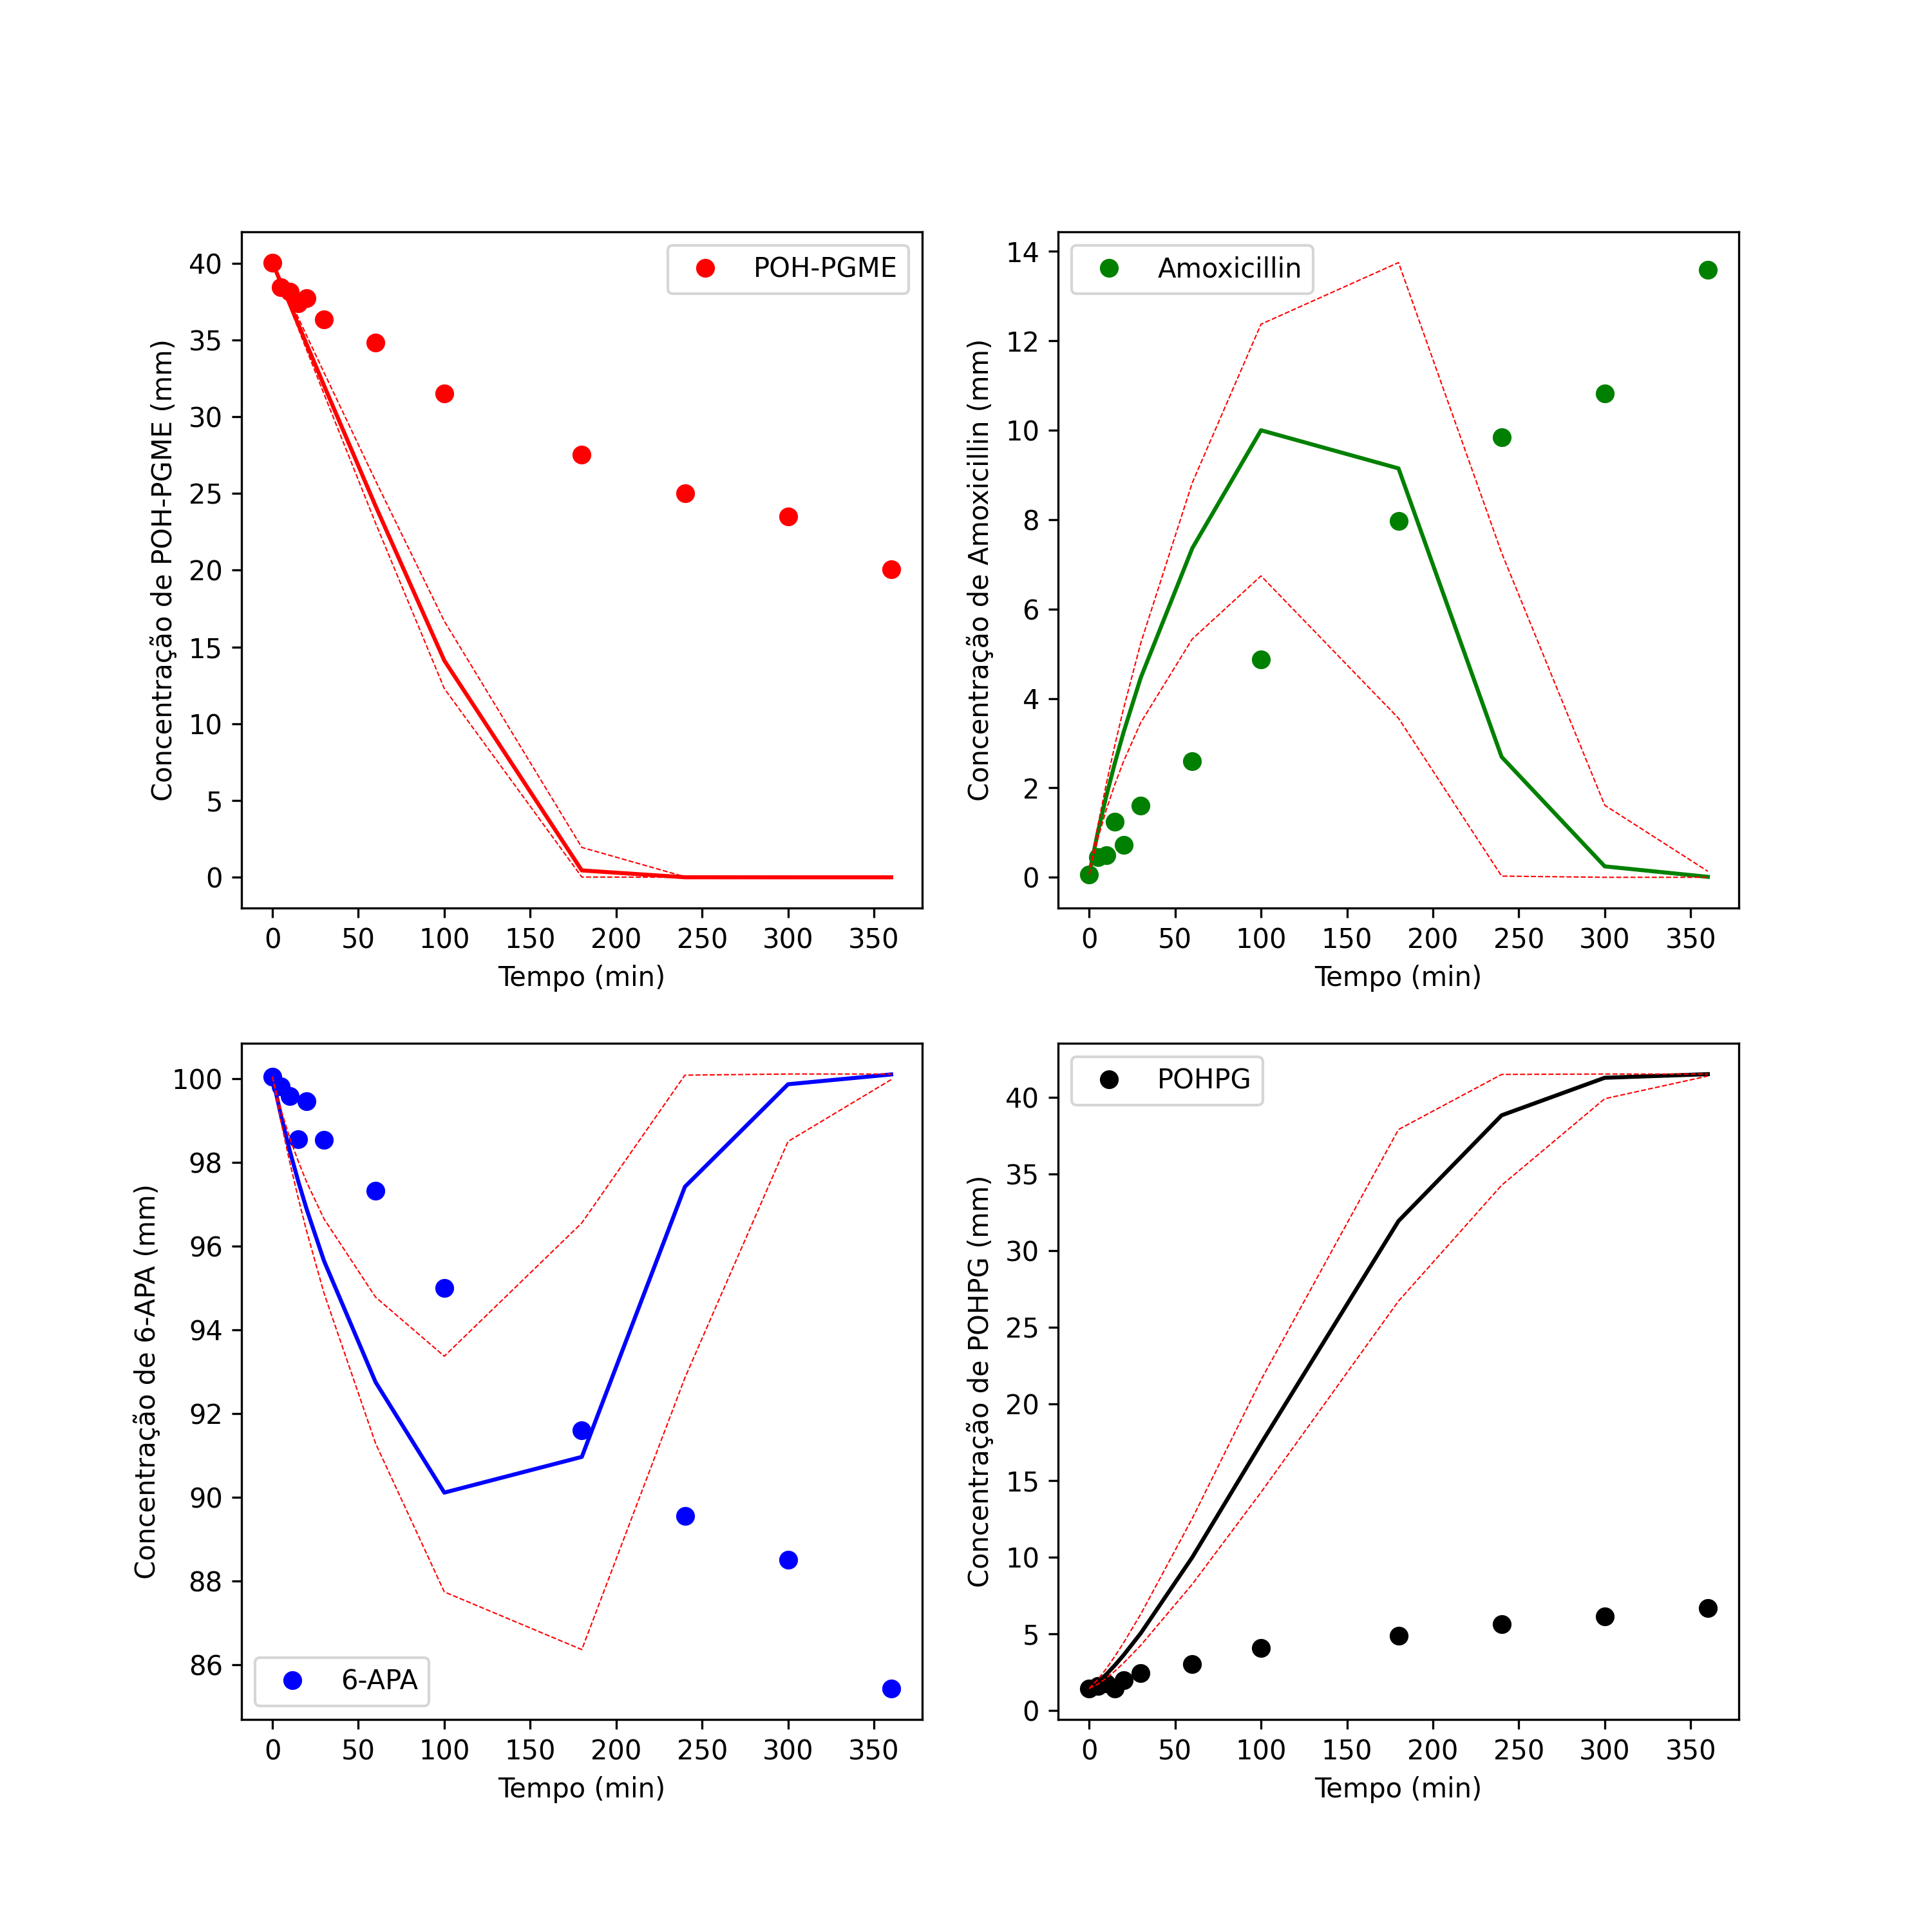 POH-PGME
Concentração de POH-PGME (mm)
40
35
30
25
20
15
10
5
0
0 50 100 150 200 250 300 350
Tempo (min)
Amoxicillin
Concentração de Amoxicillin (mm)
14
12
10
8
6
4
2
0
0 50 100 150 200 250 300 350
Tempo (min)
6-APA
Concentração de 6-APA (mm)
100
98
96
94
92
90
88
86
0 50 100 150 200 250 300 350
Tempo (min)
POHPG
Concentração de POHPG (mm)
40
35
30
25
20
15
10
5
0
0 50 100 150 200 250 300 350
Tempo (min)